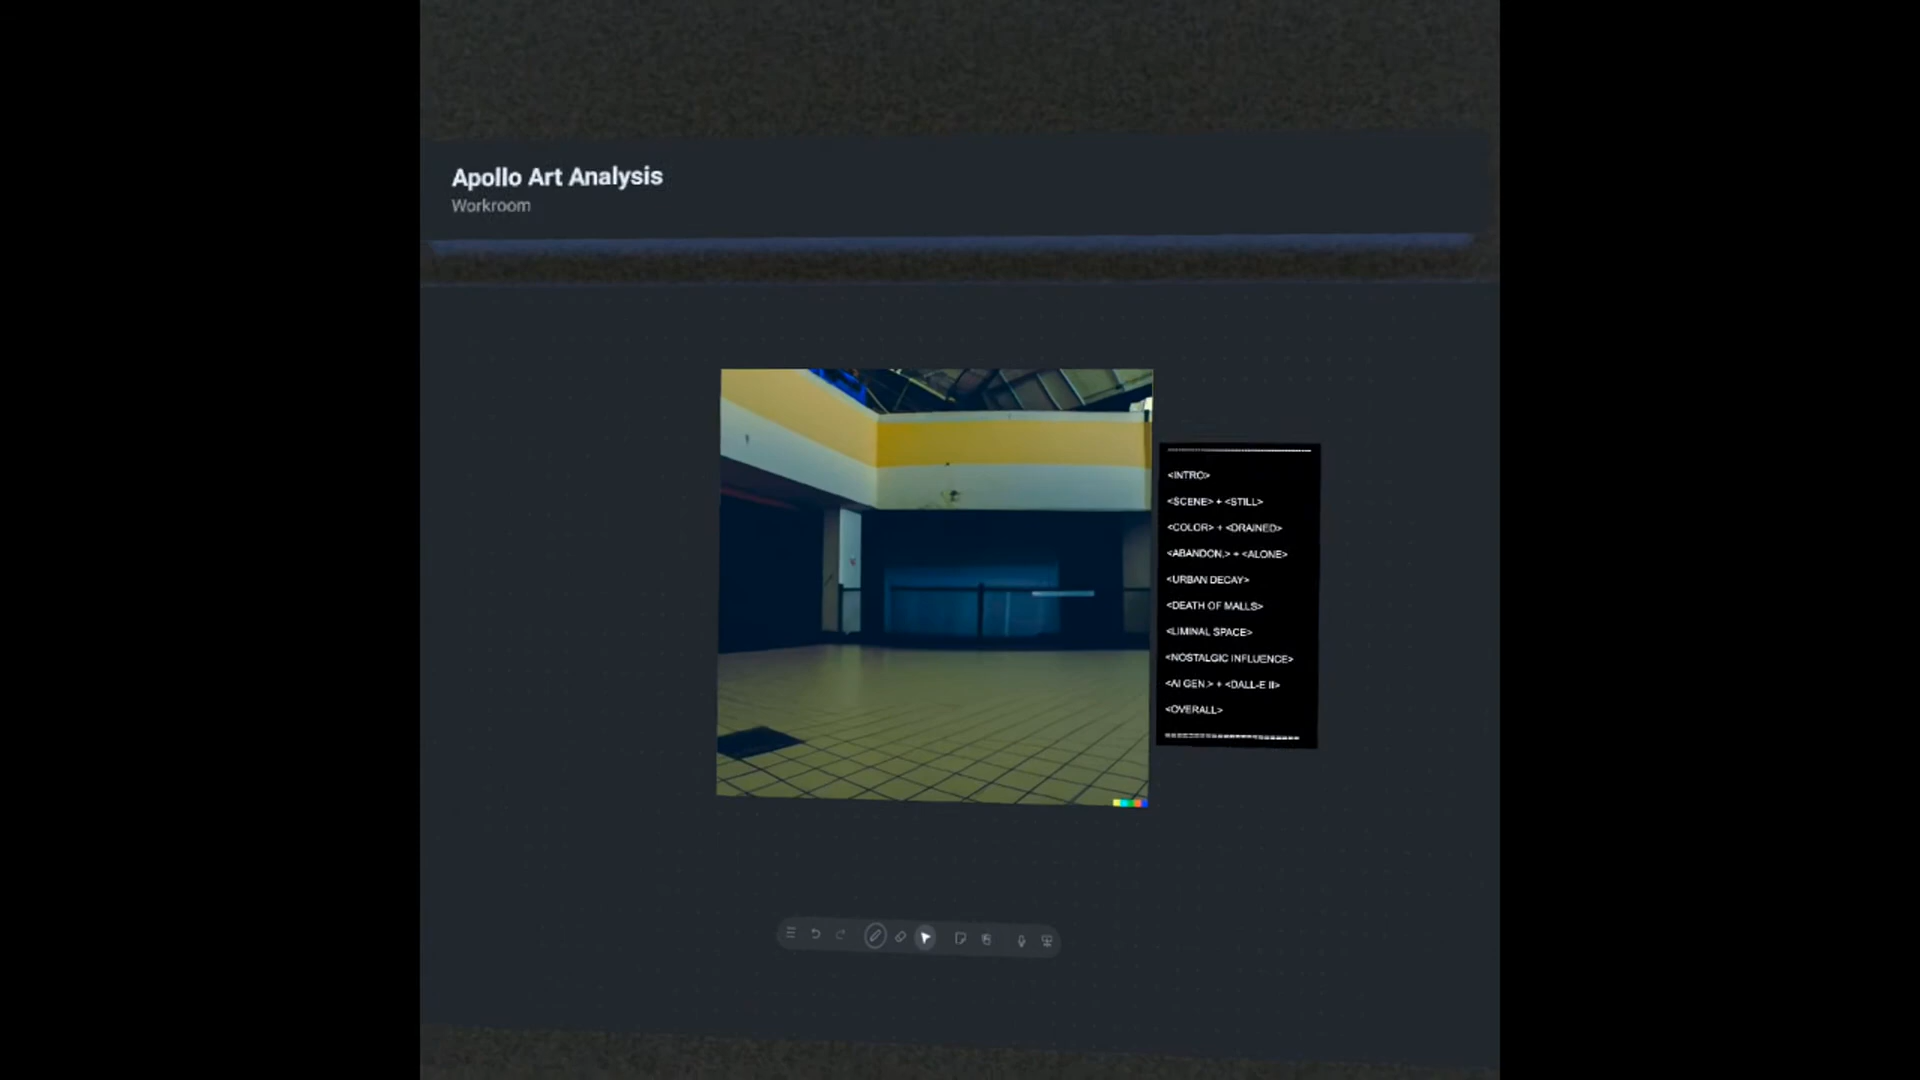 Apollo Art Analysis
Workroom
<INTRO>
<SCENE> + <STILL>
<COLOR> + <DRAINED>
<ABANDON.> + <ALONE>
<URBAN DECAY>
<DEATH OF MALLS>
<LIMINAL SPACE>
<NOSTALGIC INFLUENCE>
<AI GEN.> + <DALL-E II>
<OVERALL>